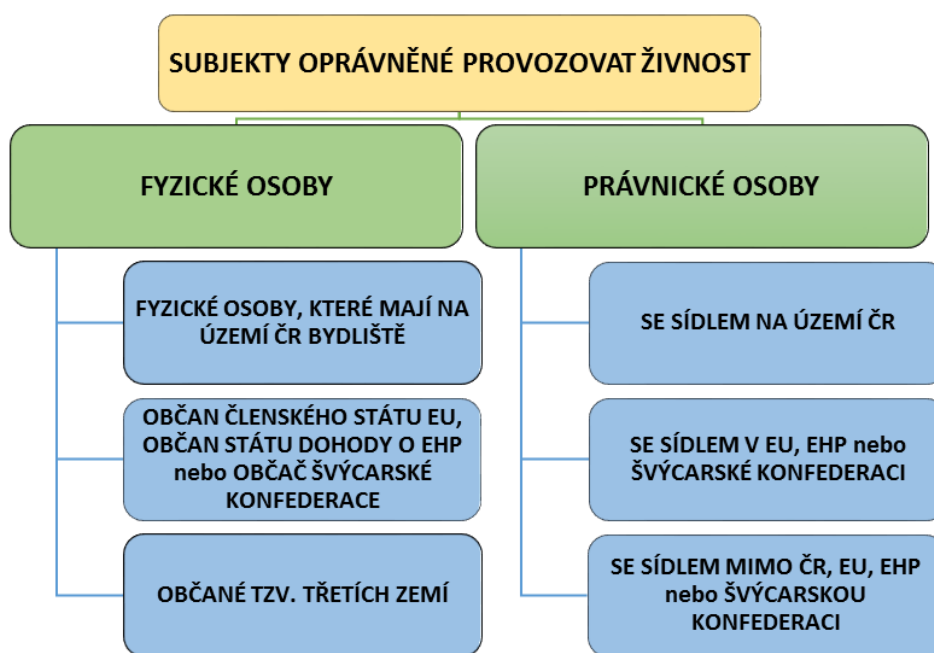 SUBJEKTY OPRÁVNĚNÉ PROVOZOVAT ŽIVNOST
FYZICKÉ OSOBY
FYZICKÉ OSOBY, KTERÉ MAJÍ NA
ÚZEMÍ ČR BYDLIŠTĚ
OBČAN ČLENSKÉHO STÁTU EU,
OBČAN STÁTU DOHODY O EHP
nebo OBČAČ ŠVÝCARSKÉ
KONFEDERACE
OBČANÉ TZV. TŘETÍCH ZEMÍ
PRÁVNICKÉ OSOBY
SE SÍDLEM NA ÚZEMÍ ČR
SE SÍDLEM V EU, EHP nebo
ŠVÝCARSKÉ KONFEDERACI
SE SÍDLEM MIMO ČR, EU, EHP
nebo ŠVÝCARSKOU
KONFEDERACI